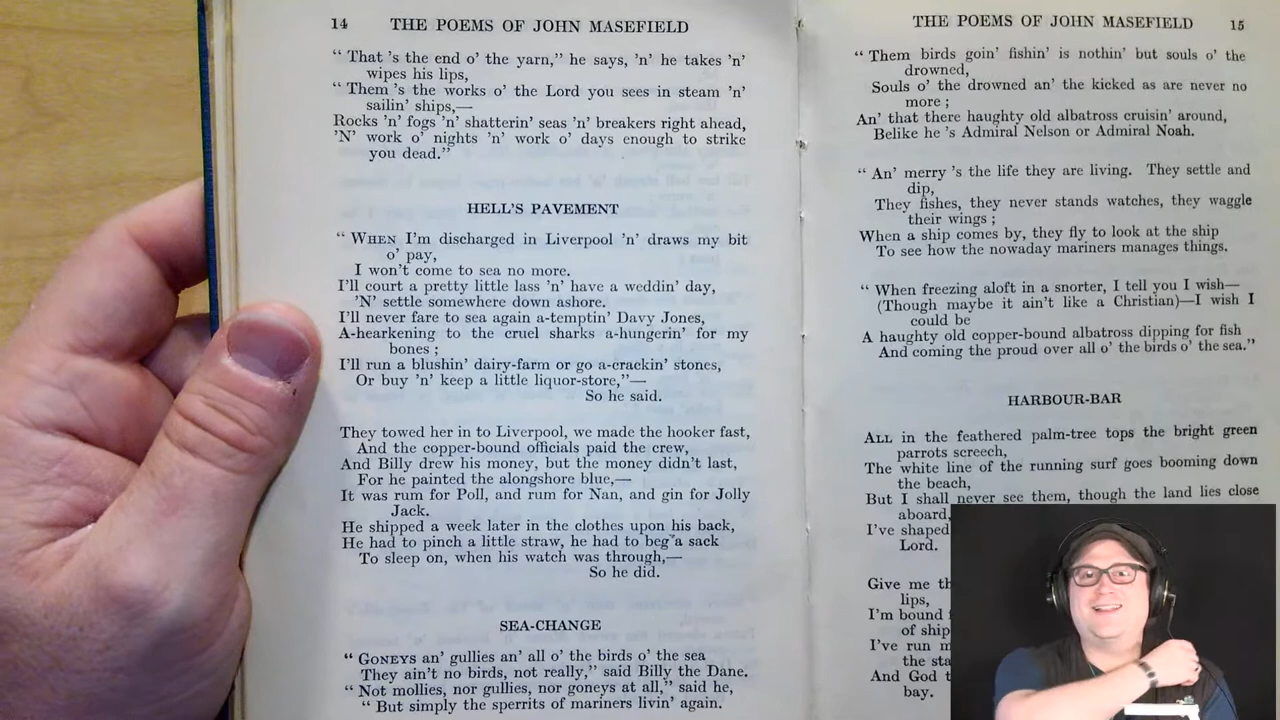 14 THE POEMS OF JOHN MASEFIELD
“ That 's the end o' the yarn,” he says, 'n' he takes 'n'
wipes his lips,
“ Them 's the works o' the Lord you sees in steam 'n'
sailin' ships,—
Rocks 'n' fogs 'n' shatterin' seas 'n' breakers right ahead,
'N' work o' nights 'n' work o' days enough to strike
you dead.”
HELL'S PAVEMENT
“ WHEN I'm discharged in Liverpool 'n' draws my bit
o' pay,
I won't come to sea no more.
I'll court a pretty little lass 'n' have a weddin' day,
'N' settle somewhere down ashore.
I'll never fare to sea again a-temptin' Davy Jones,
A-hearkening to the cruel sharks a-hungerin' for my
bones ;
I'll run a blushin' dairy-farm or go a-crackin' stones,
Or buy 'n' keep a little liquor-store,”—
So he said.
They towed her in to Liverpool, we made the hooker fast,
And the copper-bound officials paid the crew,
And Billy drew his money, but the money didn't last,
For he painted the alongshore blue,—
It was rum for Poll, and rum for Nan, and gin for Jolly
Jack.
He shipped a week later in the clothes upon his back,
He had to pinch a little straw, he had to beg a sack
To sleep on, when his watch was through,—
So he did.
SEA-CHANGE
“ GONEYS an' gullies an' all o' the birds o' the sea
They ain't no birds, not really,” said Billy the Dane.
“ Not mollies, nor gullies, nor goneys at all,” said he,
“ But simply the sperrits of mariners livin' again.
THE POEMS OF JOHN MASEFIELD 15
“ Them birds goin' fishin' is nothin' but souls o' the
drowned,
Souls o' the drowned an' the kicked as are never no
more ;
An' that there haughty old albatross cruisin' around,
Belike he 's Admiral Nelson or Admiral Noah.
“ An' merry 's the life they are living. They settle and
dip,
They fishes, they never stands watches, they waggle
their wings ;
When a ship comes by, they fly to look at the ship
To see how the nowaday mariners manages things.
“ When freezing aloft in a snorter, I tell you I wish—
(Though maybe it ain't like a Christian)—I wish I
could be
A haughty old copper-bound albatross dipping for fish
And coming the proud over all o' the birds o' the sea.”
HARBOUR-BAR
ALL in the feathered palm-tree tops the bright green
parrots screech,
The white line of the running surf goes booming down
the beach,
But I shall never see them, though the land lies close
aboard,
I've shaped
Lord.
Give me
lips,
I'm bound
of
I've run
the
And God
bay.